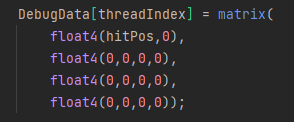 DebugData[threadIndex] = matrix(
float4(hitPos,0),
float4(0,0,0,0),
float4(0,0,0,0),
float4(0,0,0,0));